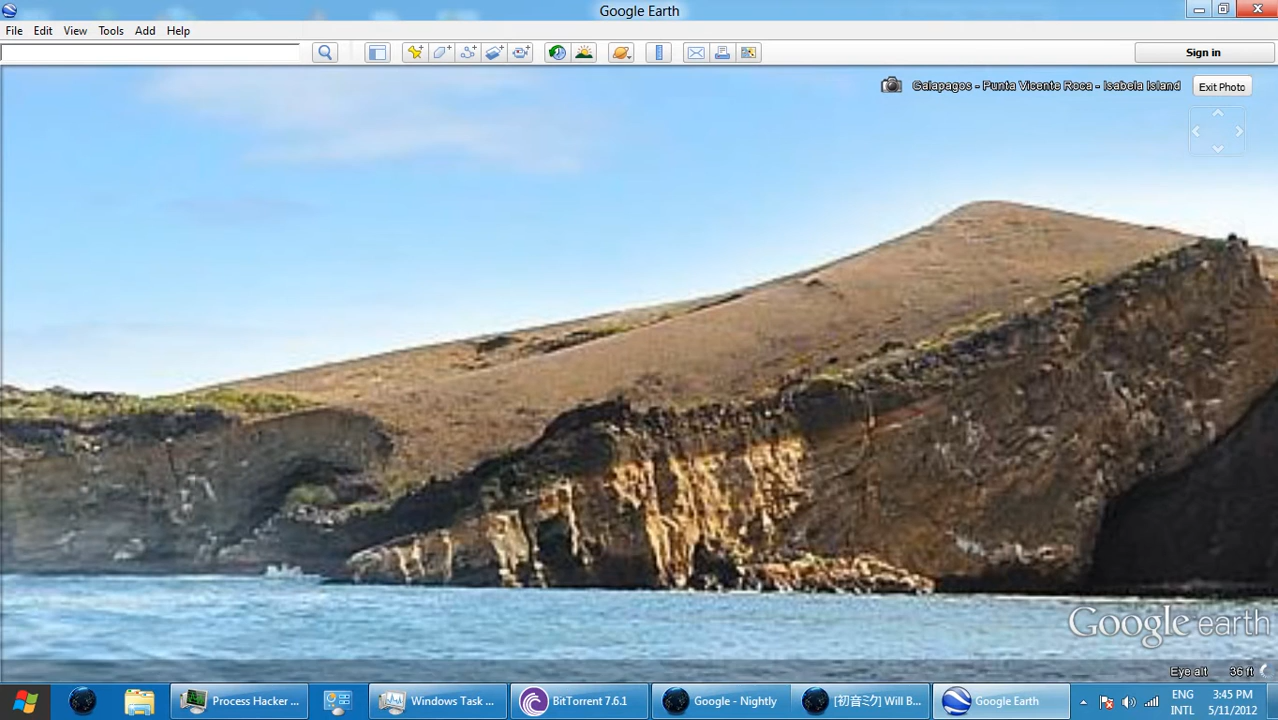 Google Earth
File Edit View Tools Add Help
Sign in
Galapagos - Punta Vicente Roca - Isabela Island
Exit Photo
Google earth
Eye alt 36 ft
Process Hacker ...
Windows Task ...
BitTorrent 7.6.1
Google - Nightly
[初音ミク] Will B...
Google Earth
ENG
INTL
3:45 PM
5/11/2012